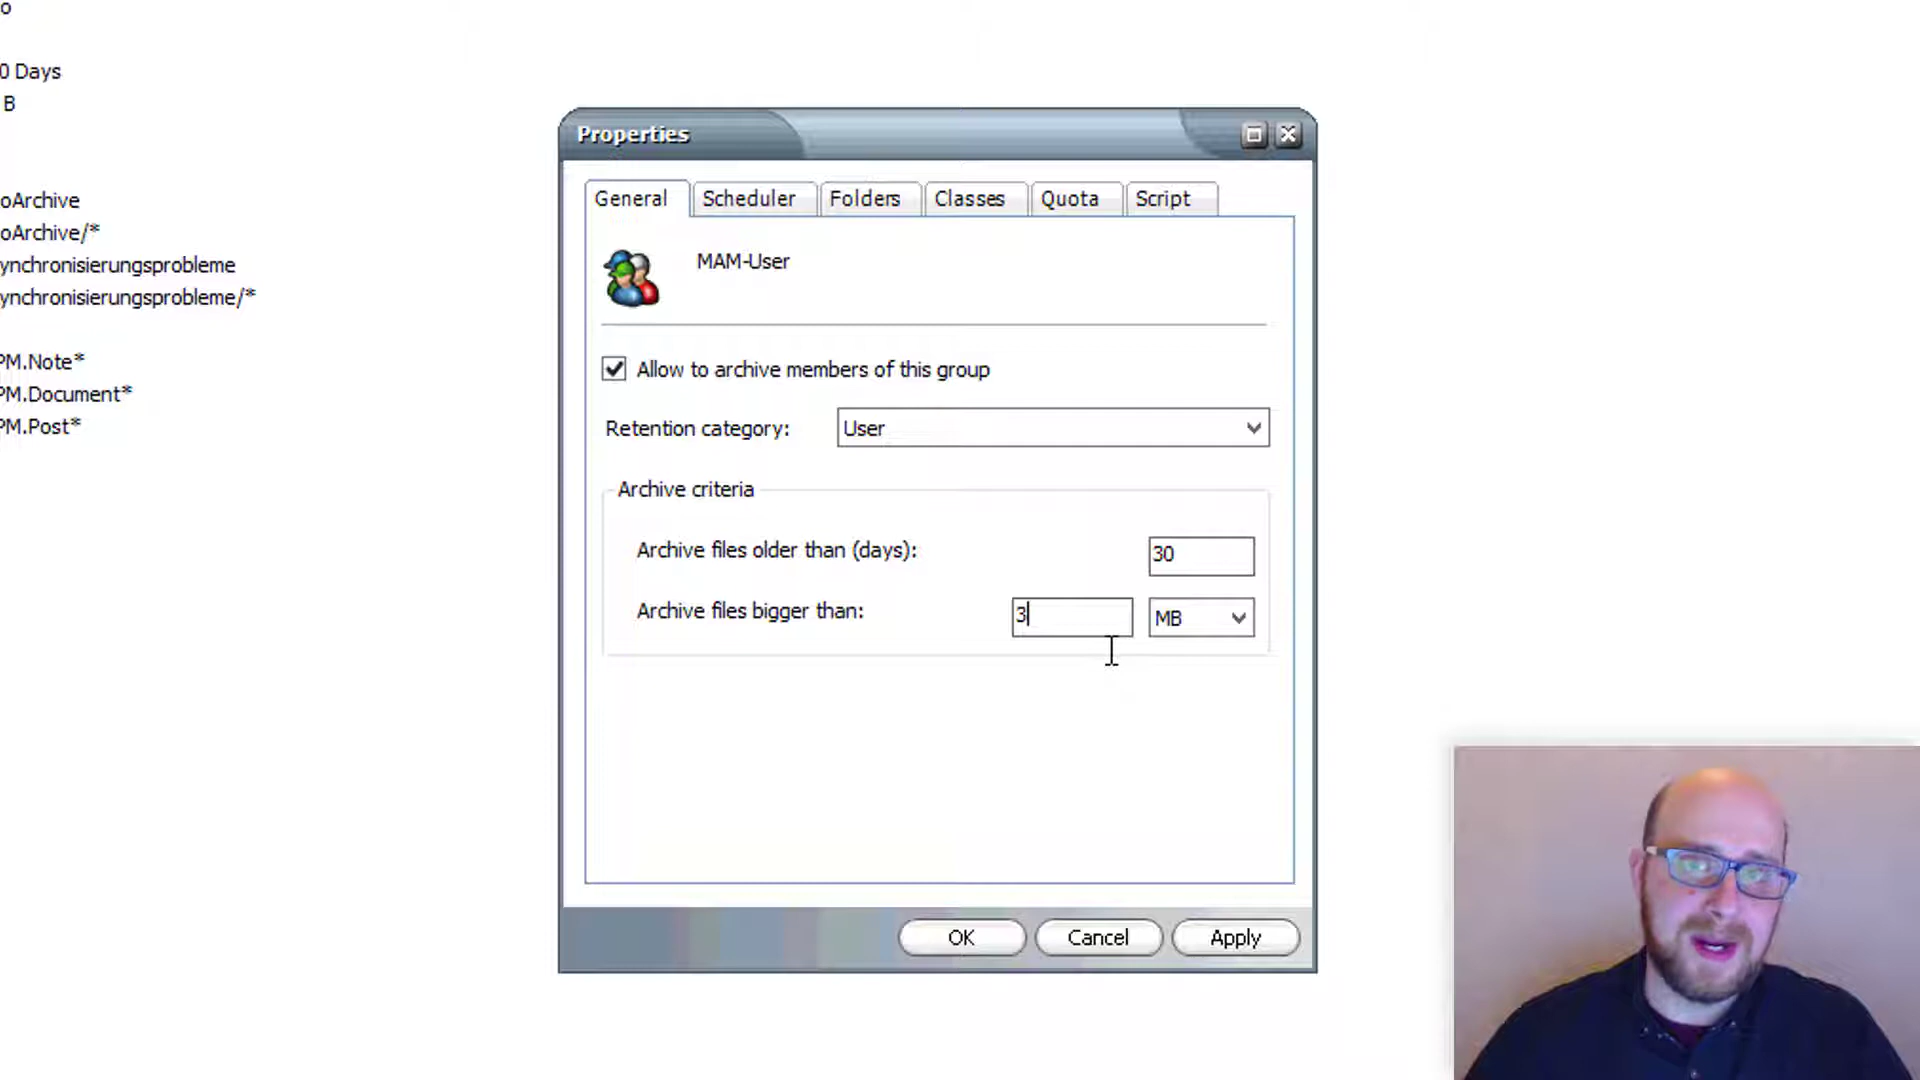 o
0 Days
B
oArchive
oArchive/*
ynchronisierungsprobleme
ynchronisierungsprobleme/*
PM.Note*
PM.Document*
PM.Post*
Properties
General Scheduler Folders Classes Quota Script
MAM-User
Allow to archive members of this group
Retention category: User
Archive criteria
Archive files older than (days): 30
Archive files bigger than: 3 MB
OK Cancel Apply